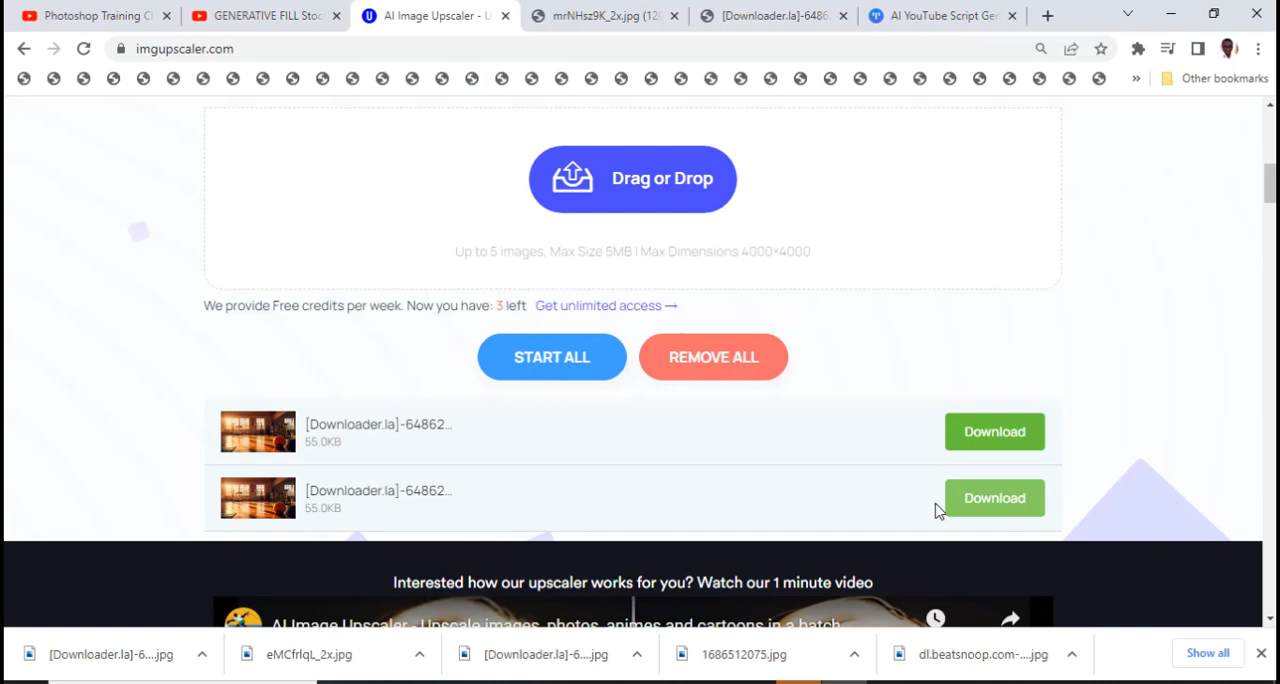 Photoshop Training C
GENERATIVE FILL Stoc
AI Image Upscaler - U
mrNHsz9K_2x.jpg (120
[Downloader.la]-6486
AI YouTube Script Gen
imgupscaler.com
Other bookmarks
Drag or Drop
Up to 5 images, Max Size 5MB | Max Dimensions 4000×4000
We provide Free credits per week. Now you have: 3 left Get unlimited access →
START ALL
REMOVE ALL
[Downloader.la]-64862...
55.0KB
Download
[Downloader.la]-64862...
55.0KB
Download
Interested how our upscaler works for you? Watch our 1 minute video
AI Image Upscaler - Upscale images, photos, animes and cartoons in a batch
[Downloader.la]-6....jpg
eMCfrlqL_2x.jpg
[Downloader.la]-6....jpg
1686512075.jpg
dl.beatsnoop.com-....jpg
Show all